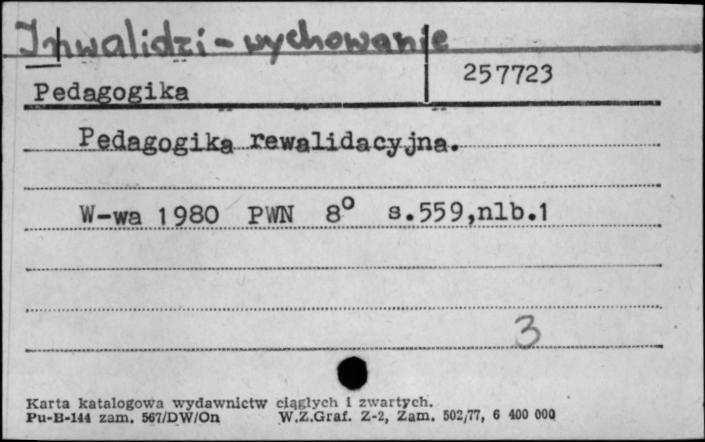 Inwalidzi - wychowanie
257723
Pedagogika
Pedagogika rewalidacyjna.
W-wa 1980 PWN 8° s.559,nlb.1
3
Karta katalogowa wydawnictw ciągłych i zwartych.
Pu-B-144 zam. 567/DW/On W.Z.Graf. Z-2, Zam. 502/77, 6 400 000